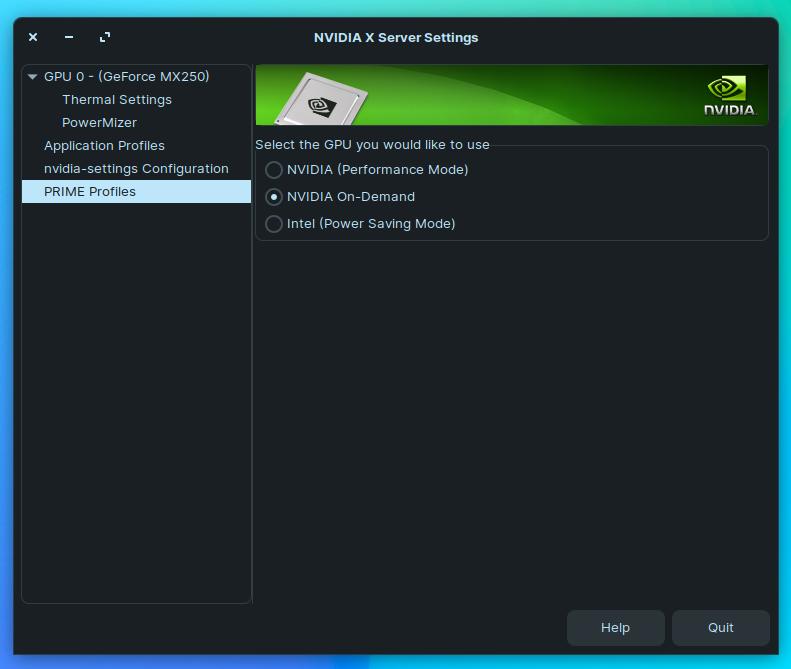 NVIDIA X Server Settings
GPU 0 - (GeForce MX250)
Thermal Settings
PowerMizer
Application Profiles
nvidia-settings Configuration
PRIME Profiles
NVIDIA.
Select the GPU you would like to use
NVIDIA (Performance Mode)
NVIDIA On-Demand
Intel (Power Saving Mode)
Help
Quit